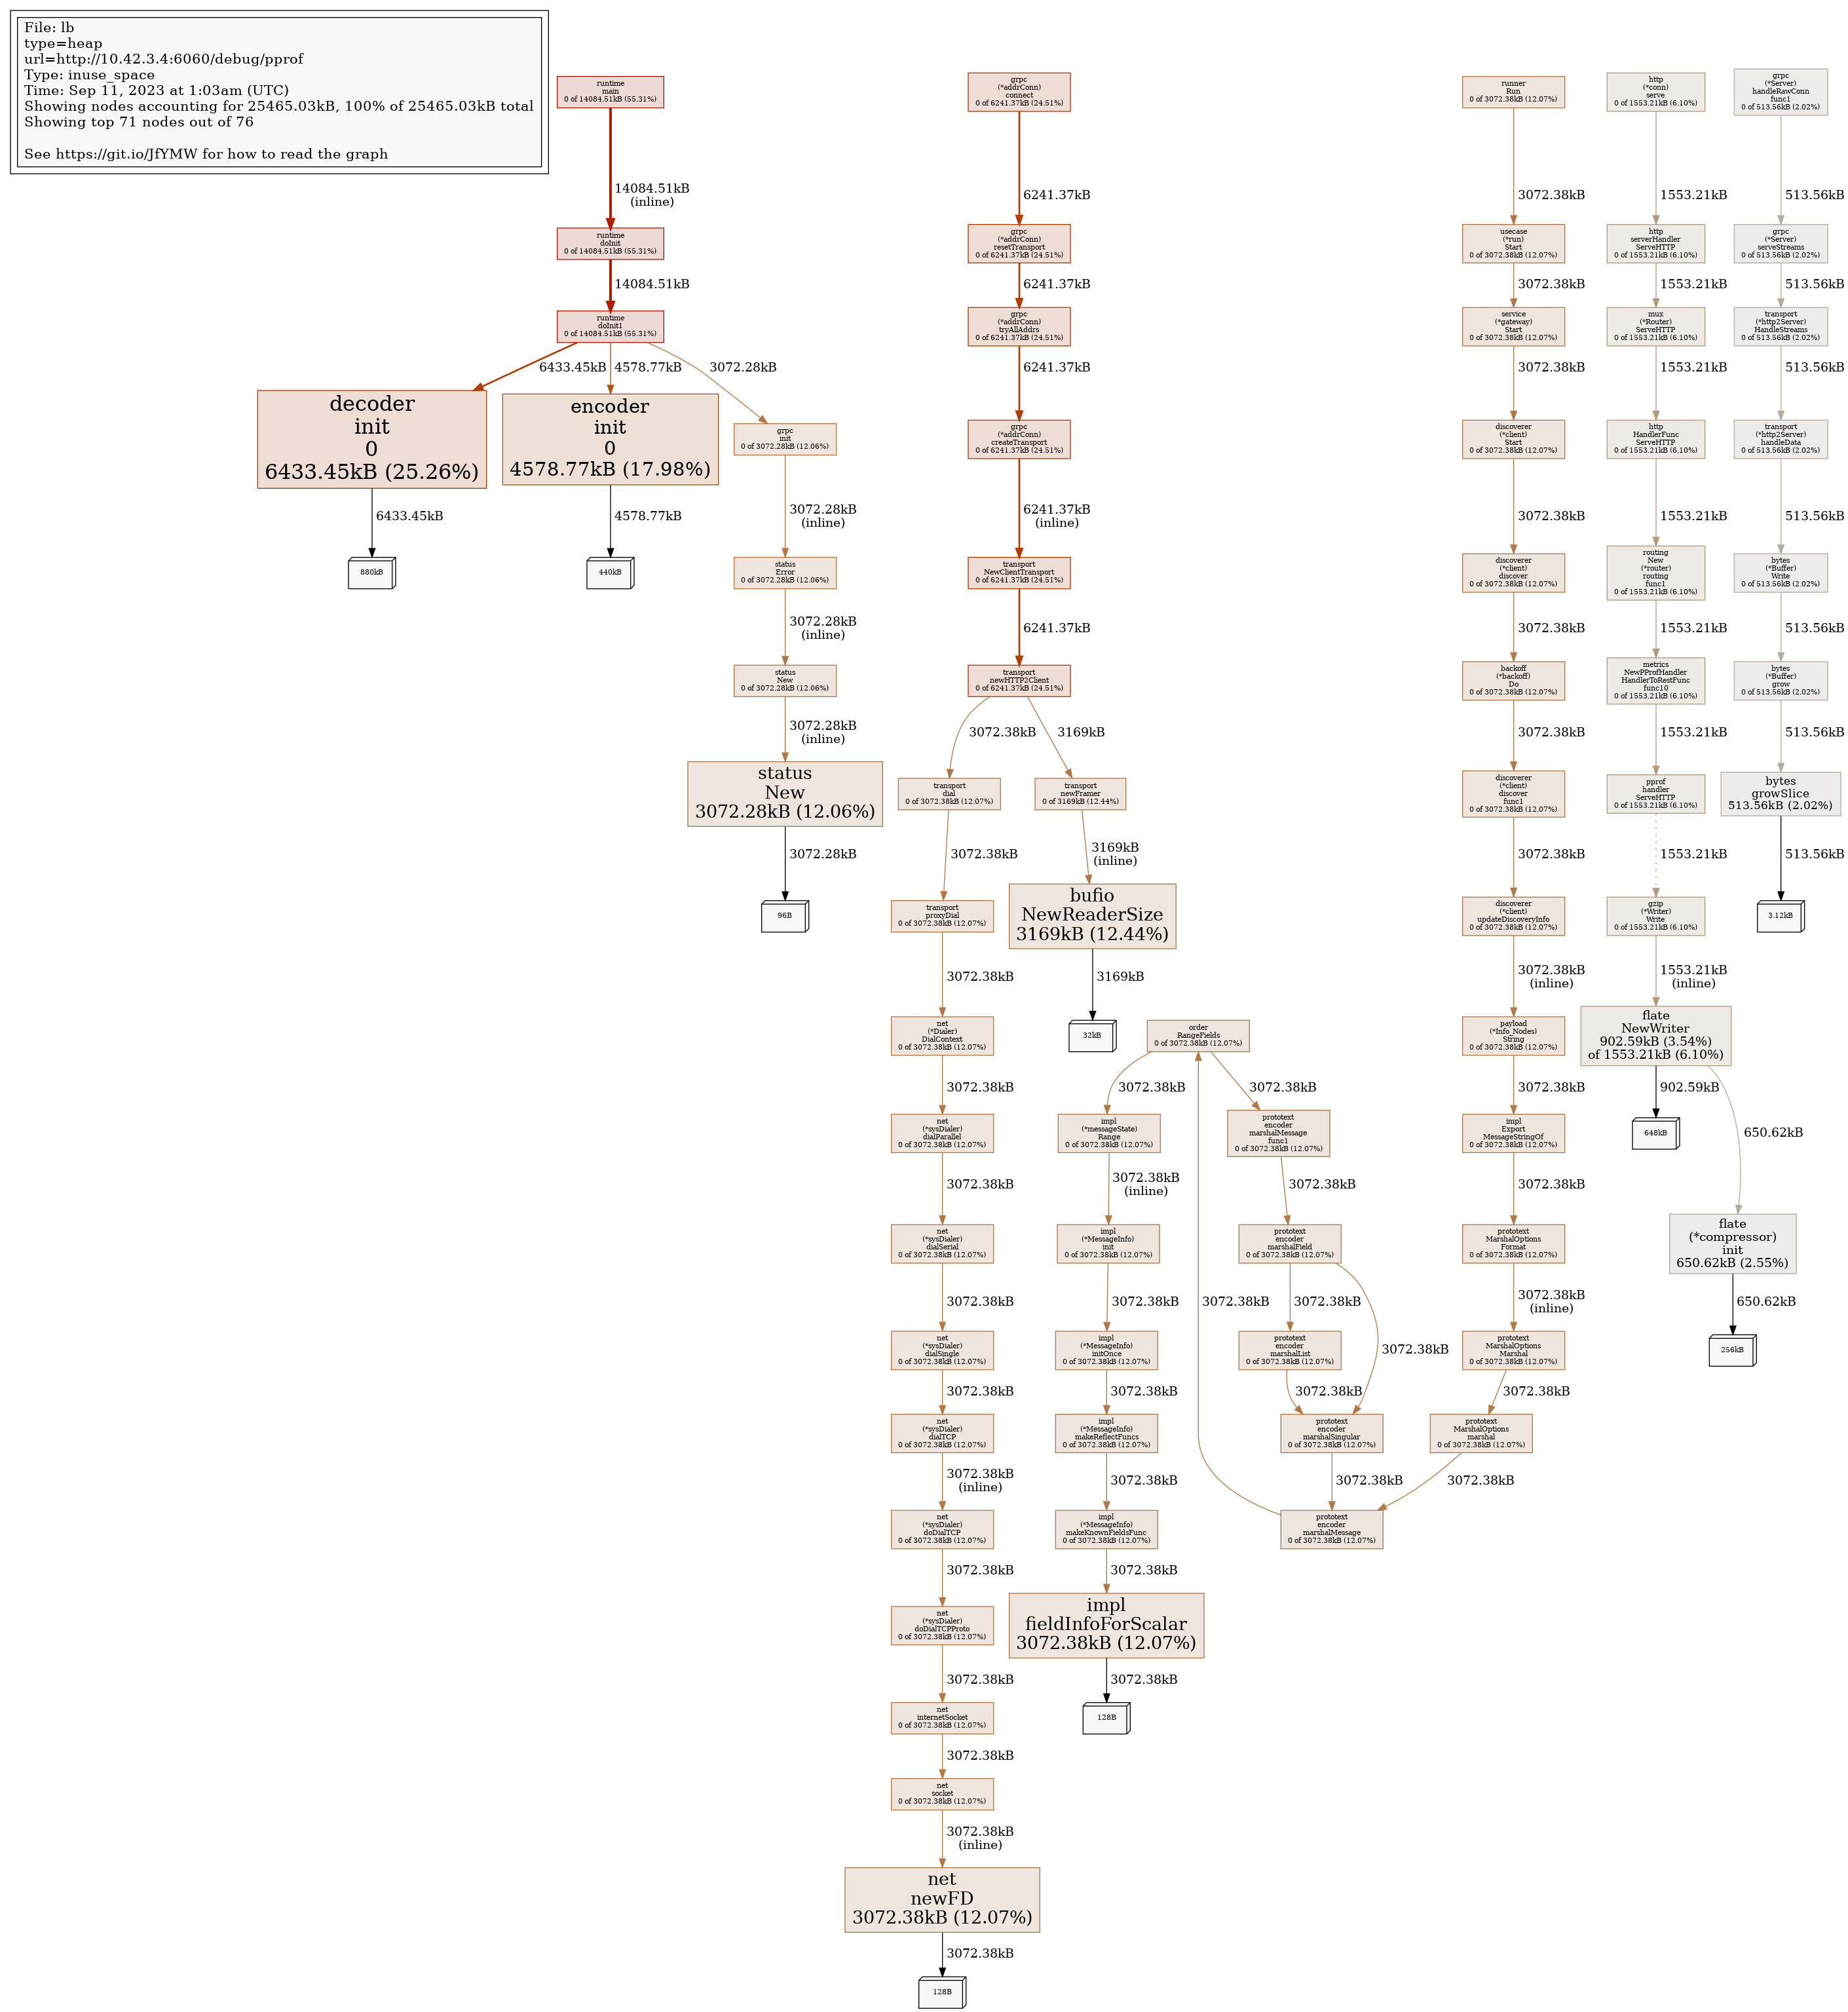 File: lb
type=heap
url=http://10.42.3.4:6060/debug/pprof
Type: inuse_space
Time: Sep 11, 2023 at 1:03am (UTC)
Showing nodes accounting for 25465.03kB, 100% of 25465.03kB total
Showing top 71 nodes out of 76
See https://git.io/JfYMW for how to read the graph
runtime
main
0 of 14084.51kB (55.31%)
14084.51kB
(inline)
runtime
doInit
0 of 14084.51kB (55.31%)
14084.51kB
runtime
doInit1
0 of 14084.51kB (55.31%)
6433.45kB
4578.77kB
3072.28kB
decoder
init
0
6433.45kB (25.26%)
6433.45kB
880kB
encoder
init
0
4578.77kB (17.98%)
4578.77kB
440kB
grpc
init
0 of 3072.28kB (12.06%)
3072.28kB
(inline)
status
Error
0 of 3072.28kB (12.06%)
3072.28kB
(inline)
status
New
0 of 3072.28kB (12.06%)
3072.28kB
(inline)
status
New
3072.28kB (12.06%)
3072.28kB
96B
grpc
(*addrConn)
connect
0 of 6241.37kB (24.51%)
6241.37kB
grpc
(*addrConn)
resetTransport
0 of 6241.37kB (24.51%)
6241.37kB
grpc
(*addrConn)
tryAllAddrs
0 of 6241.37kB (24.51%)
6241.37kB
grpc
(*addrConn)
createTransport
0 of 6241.37kB (24.51%)
6241.37kB
(inline)
transport
NewClientTransport
0 of 6241.37kB (24.51%)
6241.37kB
transport
newHTTP2Client
0 of 6241.37kB (24.51%)
3072.38kB
3169kB
transport
dial
0 of 3072.38kB (12.07%)
3072.38kB
transport
proxyDial
0 of 3072.38kB (12.07%)
3072.38kB
net
(*Dialer)
DialContext
0 of 3072.38kB (12.07%)
3072.38kB
net
(*sysDialer)
dialParallel
0 of 3072.38kB (12.07%)
3072.38kB
net
(*sysDialer)
dialSerial
0 of 3072.38kB (12.07%)
3072.38kB
net
(*sysDialer)
dialSingle
0 of 3072.38kB (12.07%)
3072.38kB
net
(*sysDialer)
dialTCP
0 of 3072.38kB (12.07%)
3072.38kB
(inline)
net
(*sysDialer)
doDialTCP
0 of 3072.38kB (12.07%)
3072.38kB
net
(*sysDialer)
doDialTCPProto
0 of 3072.38kB (12.07%)
3072.38kB
net
internetSocket
0 of 3072.38kB (12.07%)
3072.38kB
net
socket
0 of 3072.38kB (12.07%)
3072.38kB
(inline)
net
newFD
3072.38kB (12.07%)
3072.38kB
128B
transport
newFramer
0 of 3169kB (12.44%)
3169kB
(inline)
bufio
NewReaderSize
3169kB (12.44%)
3169kB
32kB
order
RangeFields
0 of 3072.38kB (12.07%)
3072.38kB
3072.38kB
impl
(*messageState)
Range
0 of 3072.38kB (12.07%)
3072.38kB
(inline)
impl
(*MessageInfo)
init
0 of 3072.38kB (12.07%)
3072.38kB
impl
(*MessageInfo)
initOnce
0 of 3072.38kB (12.07%)
3072.38kB
impl
(*MessageInfo)
makeReflectFuncs
0 of 3072.38kB (12.07%)
3072.38kB
impl
(*MessageInfo)
makeKnownFieldsFunc
0 of 3072.38kB (12.07%)
3072.38kB
impl
fieldInfoForScalar
3072.38kB (12.07%)
3072.38kB
128B
prototext
encoder
marshalMessage
func1
0 of 3072.38kB (12.07%)
3072.38kB
prototext
encoder
marshalField
0 of 3072.38kB (12.07%)
3072.38kB
3072.38kB
3072.38kB
prototext
encoder
marshalList
0 of 3072.38kB (12.07%)
3072.38kB
prototext
encoder
marshalSingular
0 of 3072.38kB (12.07%)
3072.38kB
prototext
encoder
marshalMessage
0 of 3072.38kB (12.07%)
runner
Run
0 of 3072.38kB (12.07%)
3072.38kB
usecase
(*run)
Start
0 of 3072.38kB (12.07%)
3072.38kB
service
(*gateway)
Start
0 of 3072.38kB (12.07%)
3072.38kB
discoverer
(*client)
Start
0 of 3072.38kB (12.07%)
3072.38kB
discoverer
(*client)
discover
0 of 3072.38kB (12.07%)
3072.38kB
backoff
(*backoff)
Do
0 of 3072.38kB (12.07%)
3072.38kB
discoverer
(*client)
discover
func1
0 of 3072.38kB (12.07%)
3072.38kB
discoverer
(*client)
updateDiscoveryInfo
0 of 3072.38kB (12.07%)
3072.38kB
(inline)
payload
(*Info_Nodes)
String
0 of 3072.38kB (12.07%)
3072.38kB
impl
Export
MessageStringOf
0 of 3072.38kB (12.07%)
3072.38kB
prototext
MarshalOptions
Format
0 of 3072.38kB (12.07%)
3072.38kB
(inline)
prototext
MarshalOptions
Marshal
0 of 3072.38kB (12.07%)
3072.38kB
prototext
MarshalOptions
marshal
0 of 3072.38kB (12.07%)
3072.38kB
http
(*conn)
serve
0 of 1553.21kB (6.10%)
1553.21kB
http
serverHandler
ServeHTTP
0 of 1553.21kB (6.10%)
1553.21kB
mux
(*Router)
ServeHTTP
0 of 1553.21kB (6.10%)
1553.21kB
http
HandlerFunc
ServeHTTP
0 of 1553.21kB (6.10%)
1553.21kB
routing
New
(*router)
routing
func1
0 of 1553.21kB (6.10%)
1553.21kB
metrics
NewPProfHandler
HandlerToRestFunc
func10
0 of 1553.21kB (6.10%)
1553.21kB
pprof
handler
ServeHTTP
0 of 1553.21kB (6.10%)
1553.21kB
gzip
(*Writer)
Write
0 of 1553.21kB (6.10%)
1553.21kB
(inline)
flate
NewWriter
902.59kB (3.54%)
of 1553.21kB (6.10%)
902.59kB
648kB
650.62kB
flate
(*compressor)
init
650.62kB (2.55%)
650.62kB
256kB
grpc
(*Server)
handleRawConn
func1
0 of 513.56kB (2.02%)
513.56kB
grpc
(*Server)
serveStreams
0 of 513.56kB (2.02%)
513.56kB
transport
(*http2Server)
HandleStreams
0 of 513.56kB (2.02%)
513.56kB
transport
(*http2Server)
handleData
0 of 513.56kB (2.02%)
513.56kB
bytes
(*Buffer)
Write
0 of 513.56kB (2.02%)
513.56kB
bytes
(*Buffer)
grow
0 of 513.56kB (2.02%)
513.56kB
bytes
growSlice
513.56kB (2.02%)
513.56kB
3.12kB